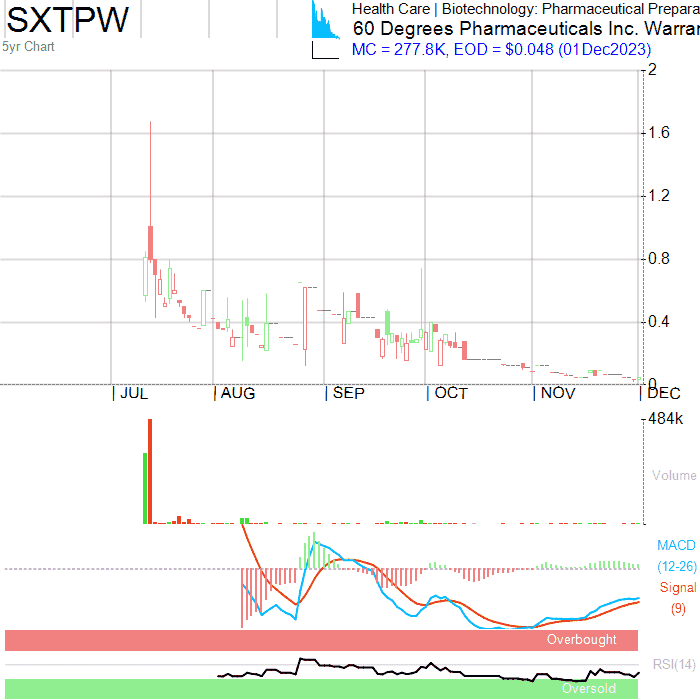 SXTPW
5yr Chart
Health Care | Biotechnology: Pharmaceutical Prepara
60 Degrees Pharmaceuticals Inc. Warrar
MC = 277.8K, EOD = $0.048 (01Dec2023)
2
1.6
1.2
0.8
0.4
0
| JUL | AUG | SEP | OCT | NOV | DEC
484k
Volume
MACD
(12-26)
Signal
(9)
Overbought
RSI(14)
Oversold